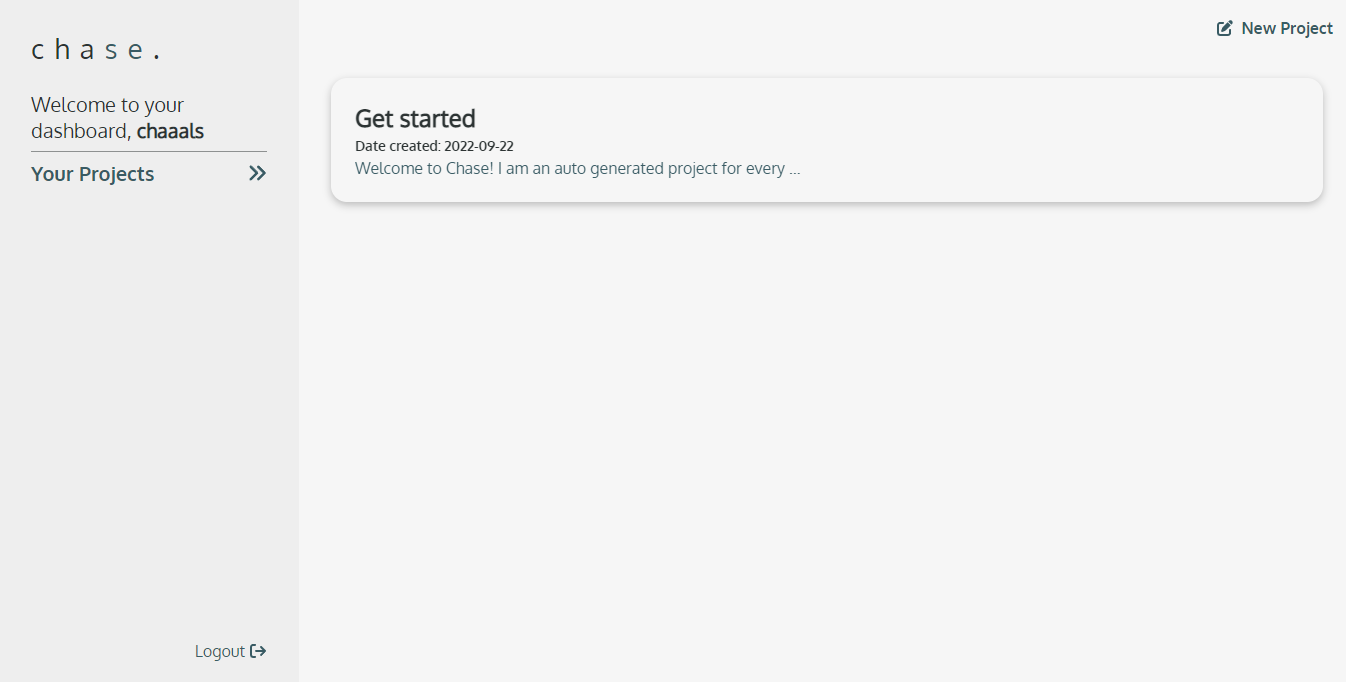 chase.
Welcome to your
dashboard, chaaals
Your Projects
Logout
New Project
Get started
Date created: 2022-09-22
Welcome to Chase! I am an auto generated project for every ...